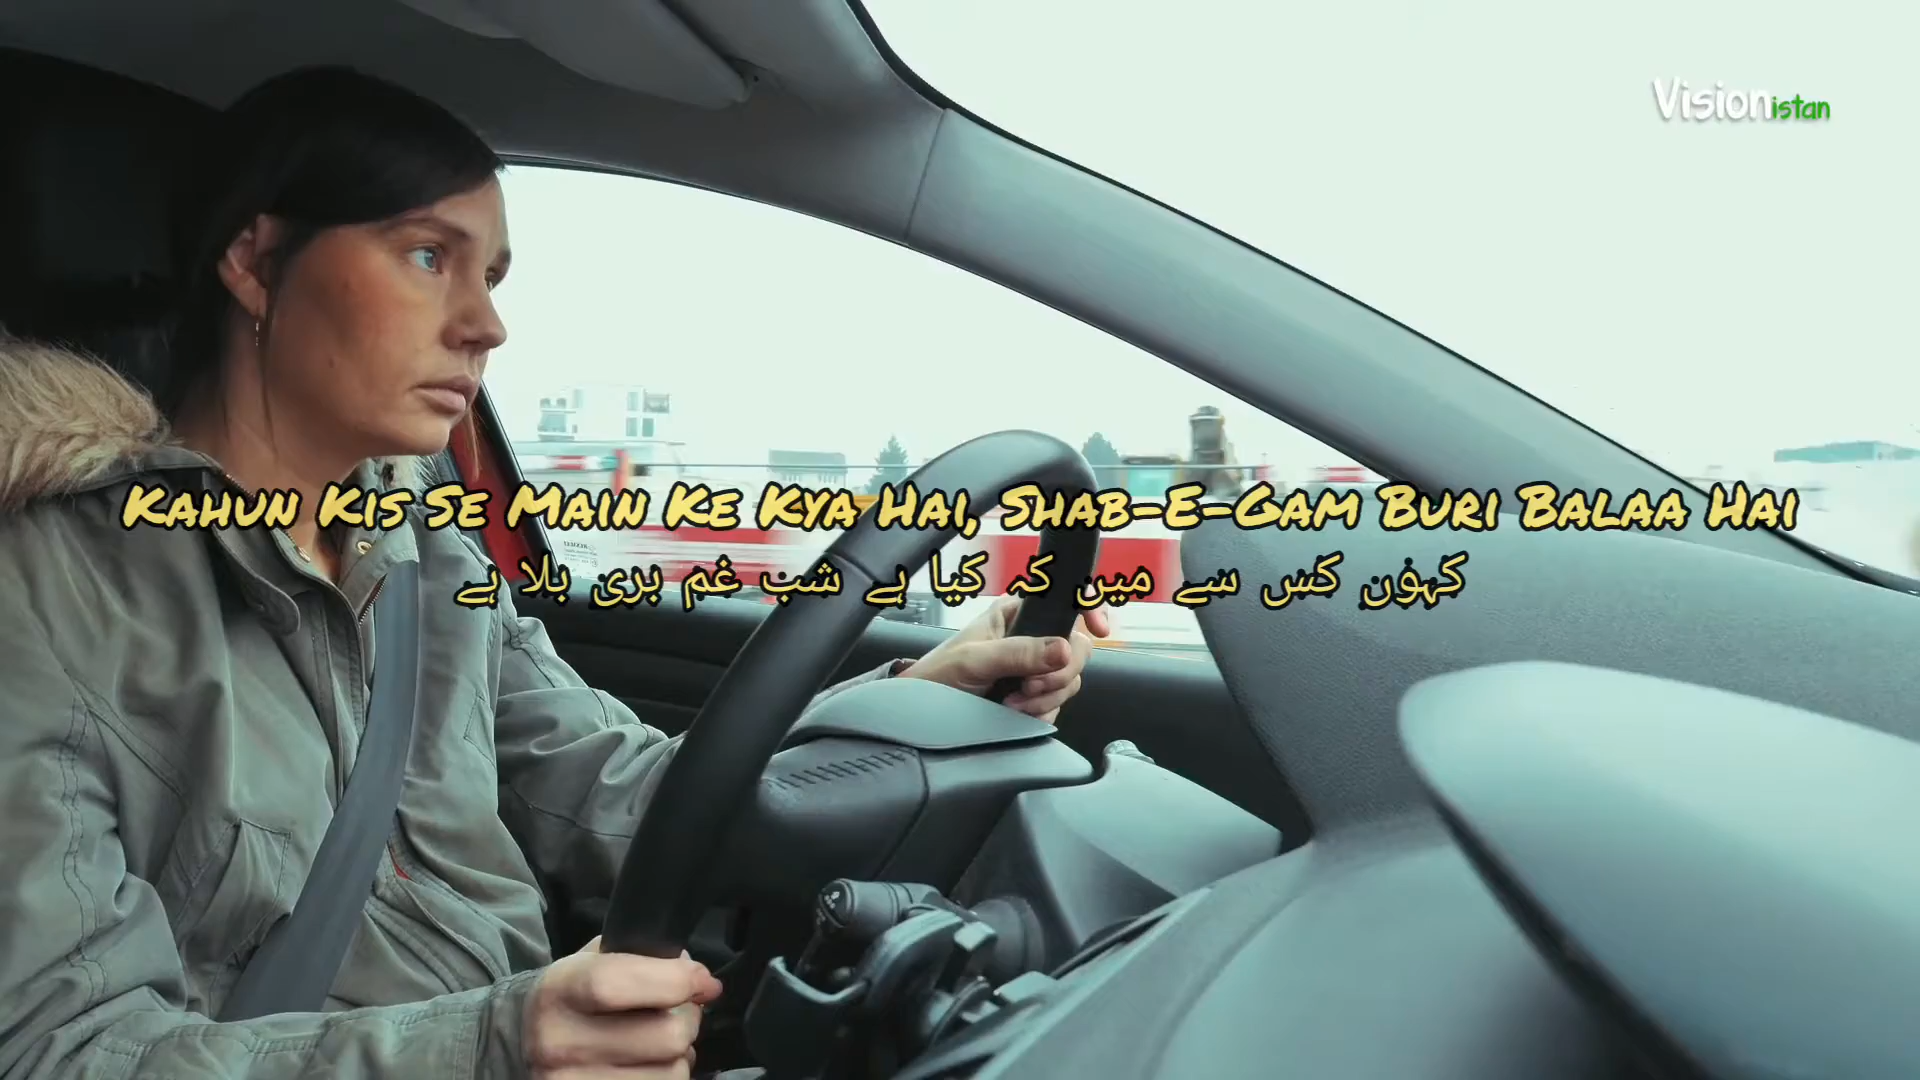 Visionistan
Kahun Kis Se Main Ke Kya Hai, Shab-E-Gam Buri Balaa Hai
کہوں کس سے میں کہ کیا ہے شب غم بری بلا ہے